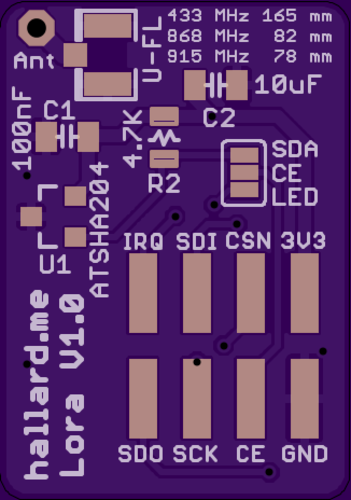 433 MHz 165 mm
868 MHz 82 mm
915 MHz 78 mm
Ant
U-FL
10uF
C1
C2
100nF
4.7K
R2
SDA
CE
LED
ATSHA204
U1
IRQ SDI CSN 3V3
hallard.me
Lora V1.0
SDO SCK CE GND